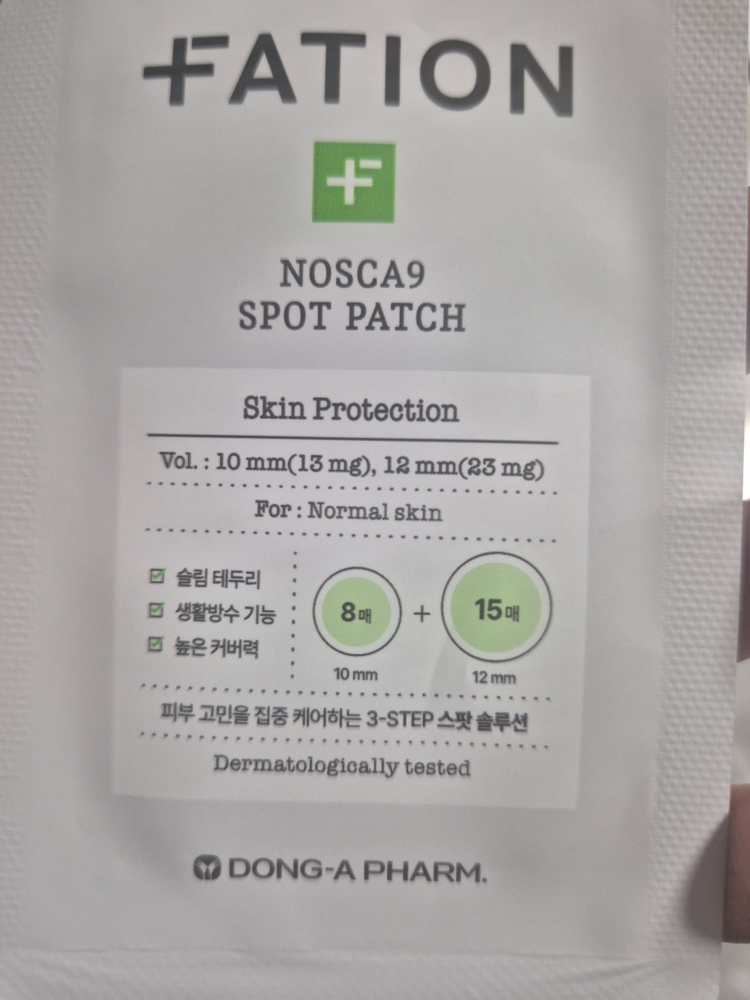 FATION
NOSCA9
SPOT PATCH
Skin Protection
Vol. : 10 mm(13 mg), 12 mm(23 mg)
For : Normal skin
슬림 테두리
생활방수 기능
높은 커버력
8매 + 15매
10 mm 12 mm
피부 고민을 집중 케어하는 3-STEP 스팟 솔루션
Dermatologically tested
DONG-A PHARM.